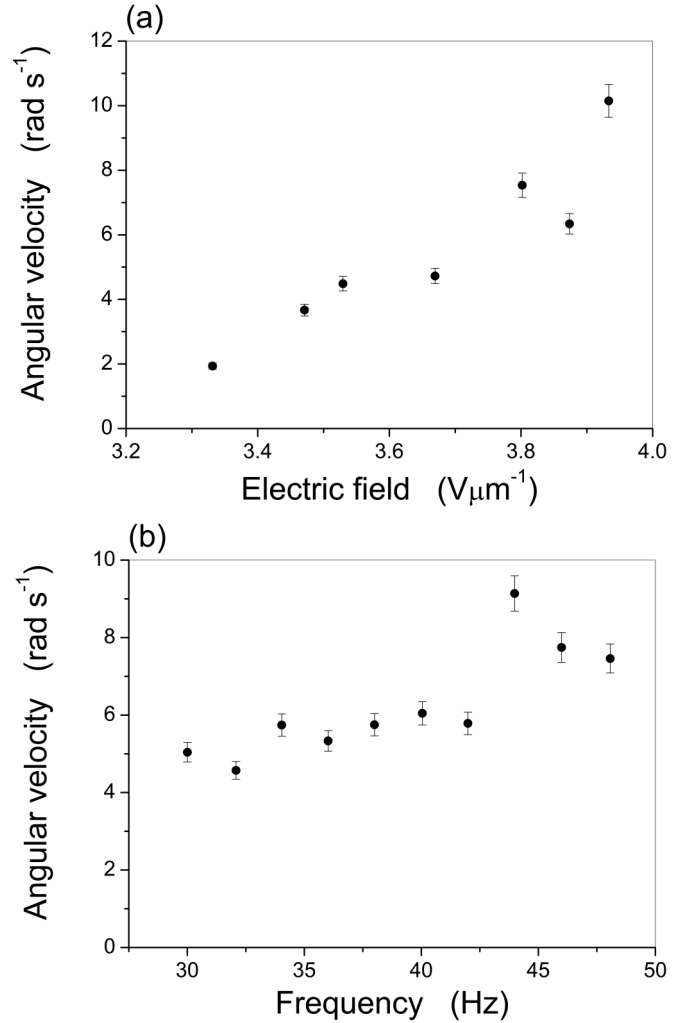 (a)
12
10
8
6
4
2
0
Angular velocity (rad s⁻¹)
3.2 3.4 3.6 3.8 4.0
Electric field (Vμm⁻¹)
(b)
10
8
6
4
2
0
Angular velocity (rad s⁻¹)
30 35 40 45 50
Frequency (Hz)